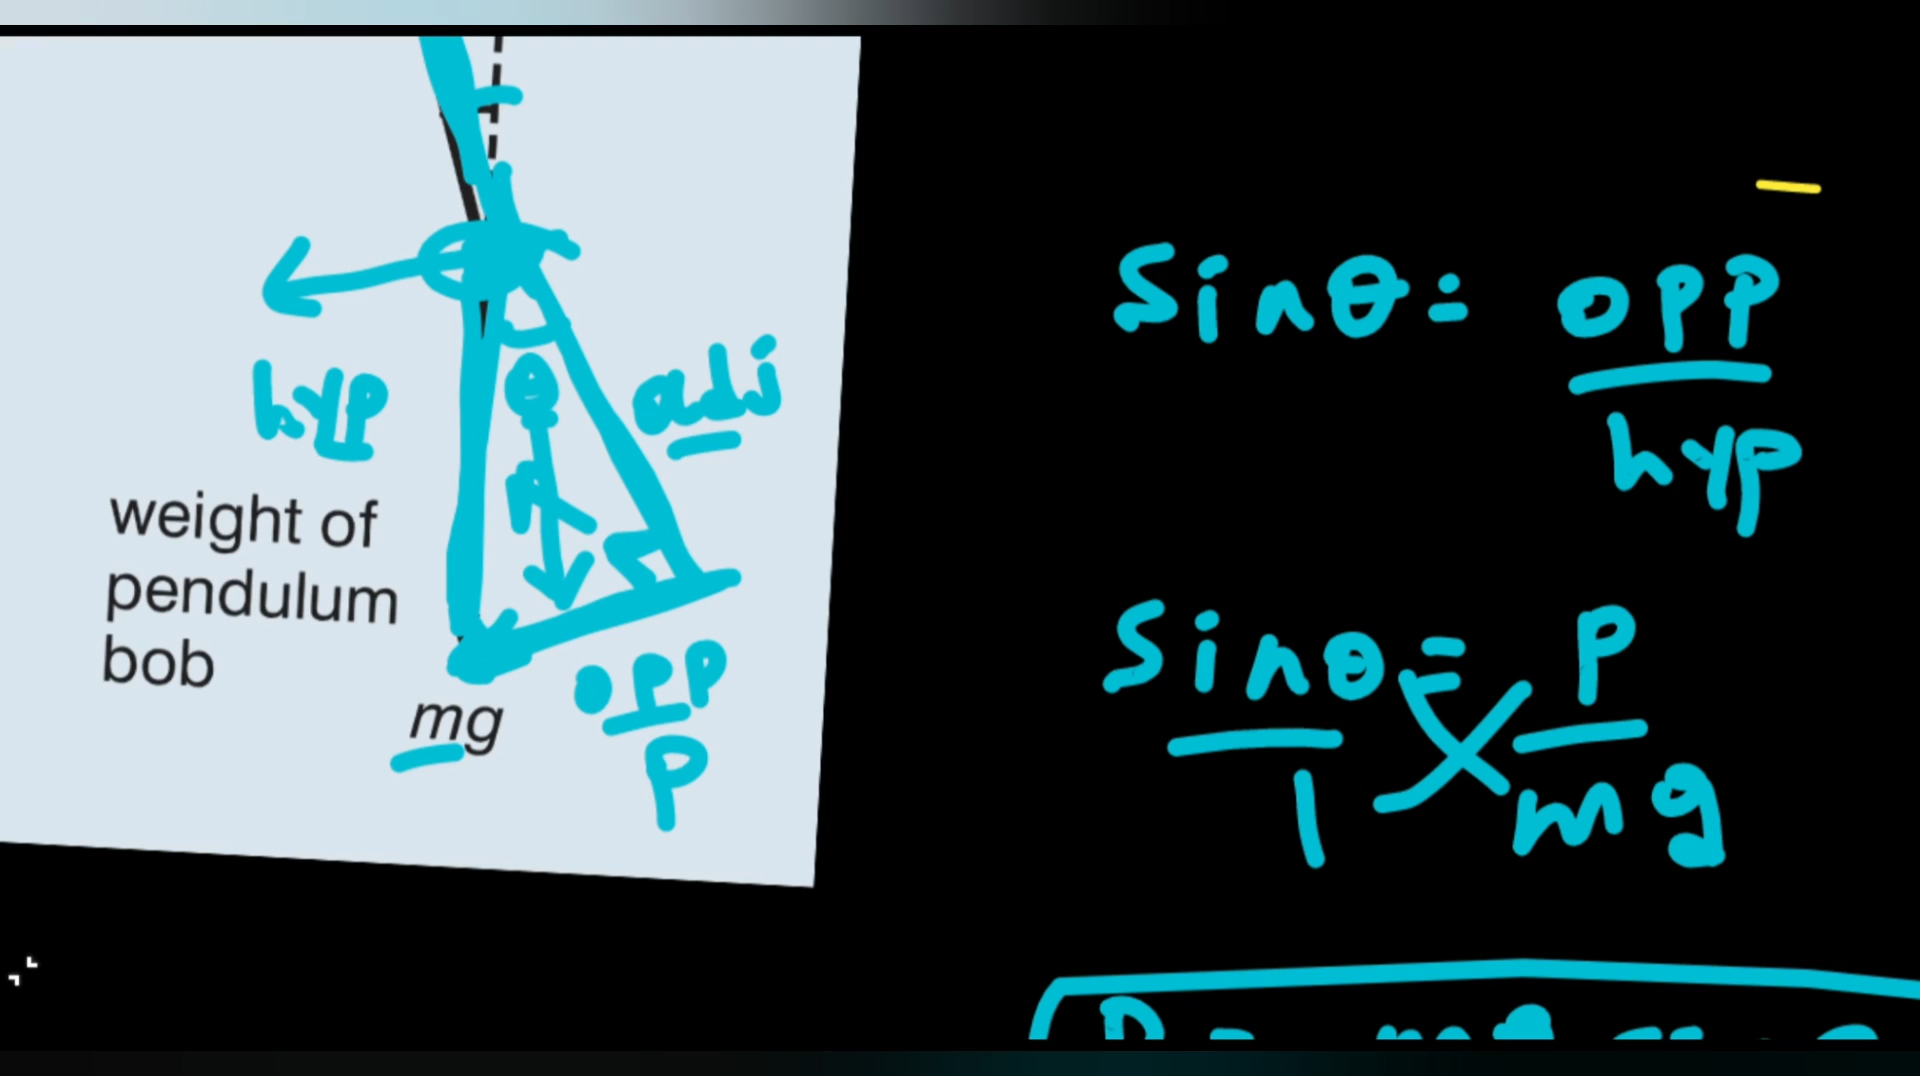 hyp
θ
adj
weight of
pendulum
bob
mg
opp
P
Sinθ = opp
hyp
Sinθ = P
1 mg